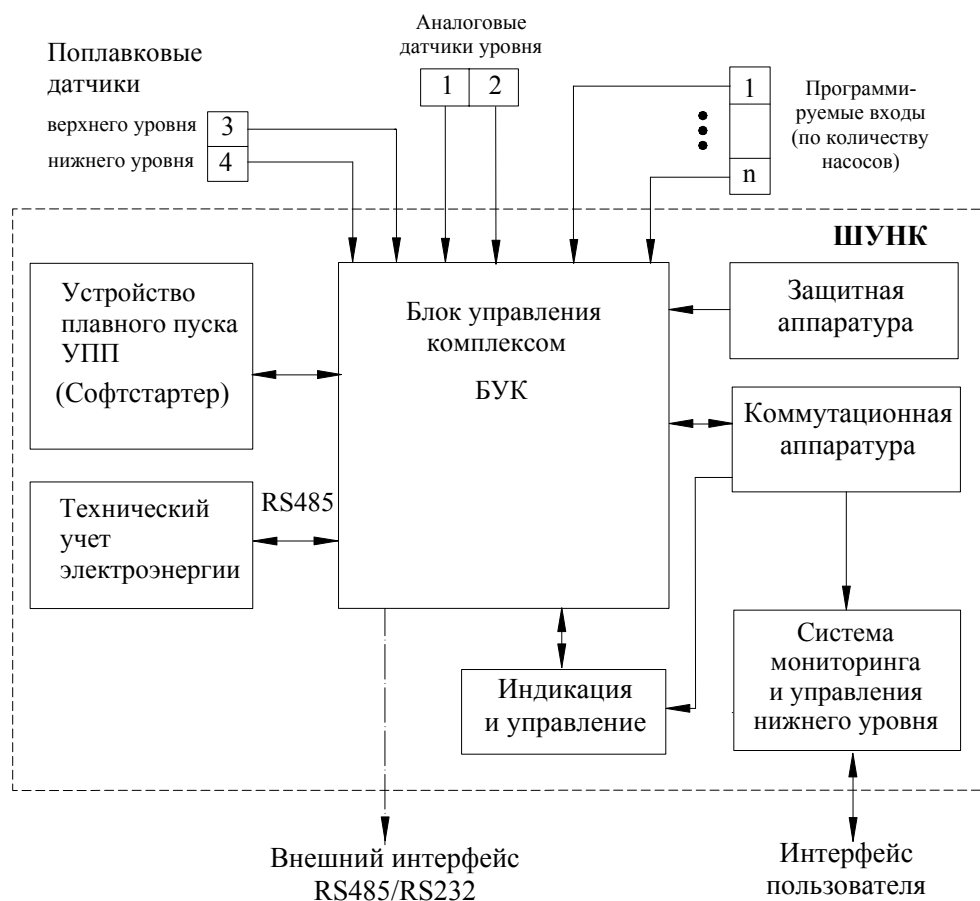 Аналоговые
датчики уровня
1 2
Поплавковые
датчики
верхнего уровня 3
нижнего уровня 4
1
n
Программи-
руемые входы
(по количеству
насосов)
ШУНК
Устройство
плавного пуска
УПП
(Софтстартер)
Блок управления
комплексом
БУК
Защитная
аппаратура
Коммутационная
аппаратура
Технический
учет
электроэнергии
RS485
Индикация
и управление
Система
мониторинга
и управления
нижнего уровня
Внешний интерфейс
RS485/RS232
Интерфейс
пользователя